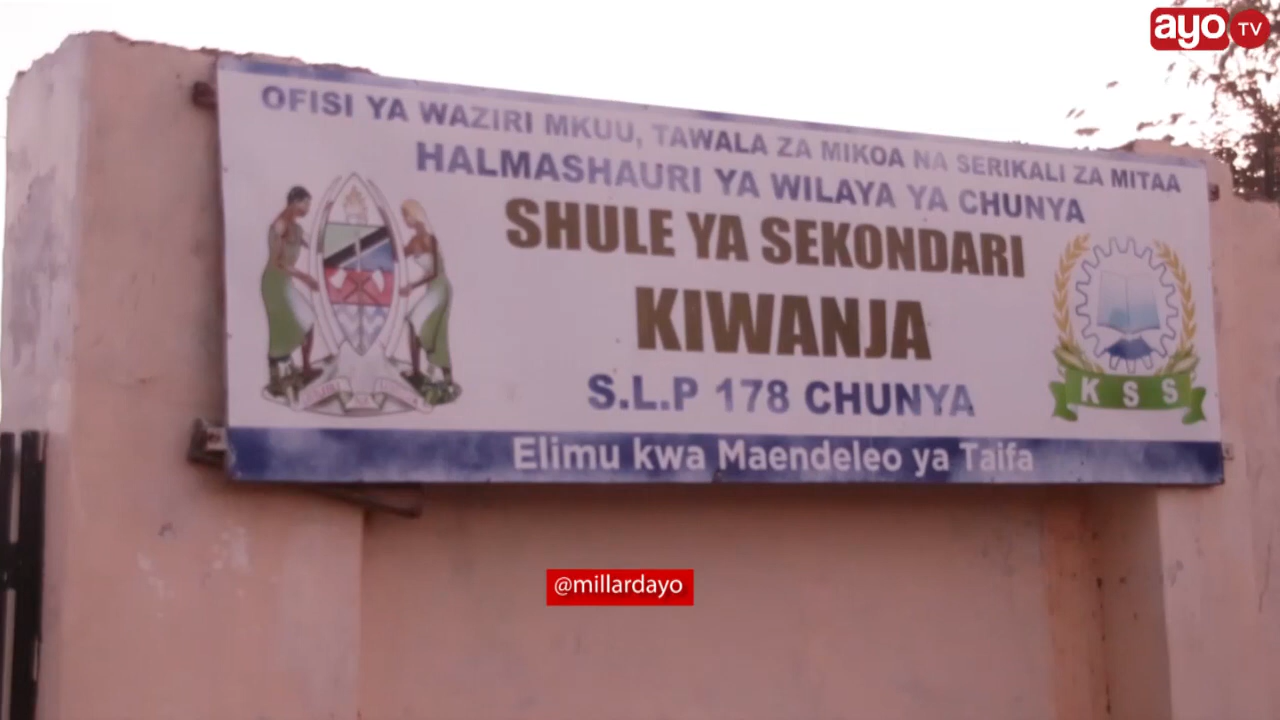 ayo TV
OFISI YA WAZIRI MKUU, TAWALA ZA MIKOA NA SERIKALI ZA MITAA
HALMASHAURI YA WILAYA YA CHUNYA
SHULE YA SEKONDARI
KIWANJA
S.L.P 178 CHUNYA
K S S
Elimu kwa Maendeleo ya Taifa
@millardayo